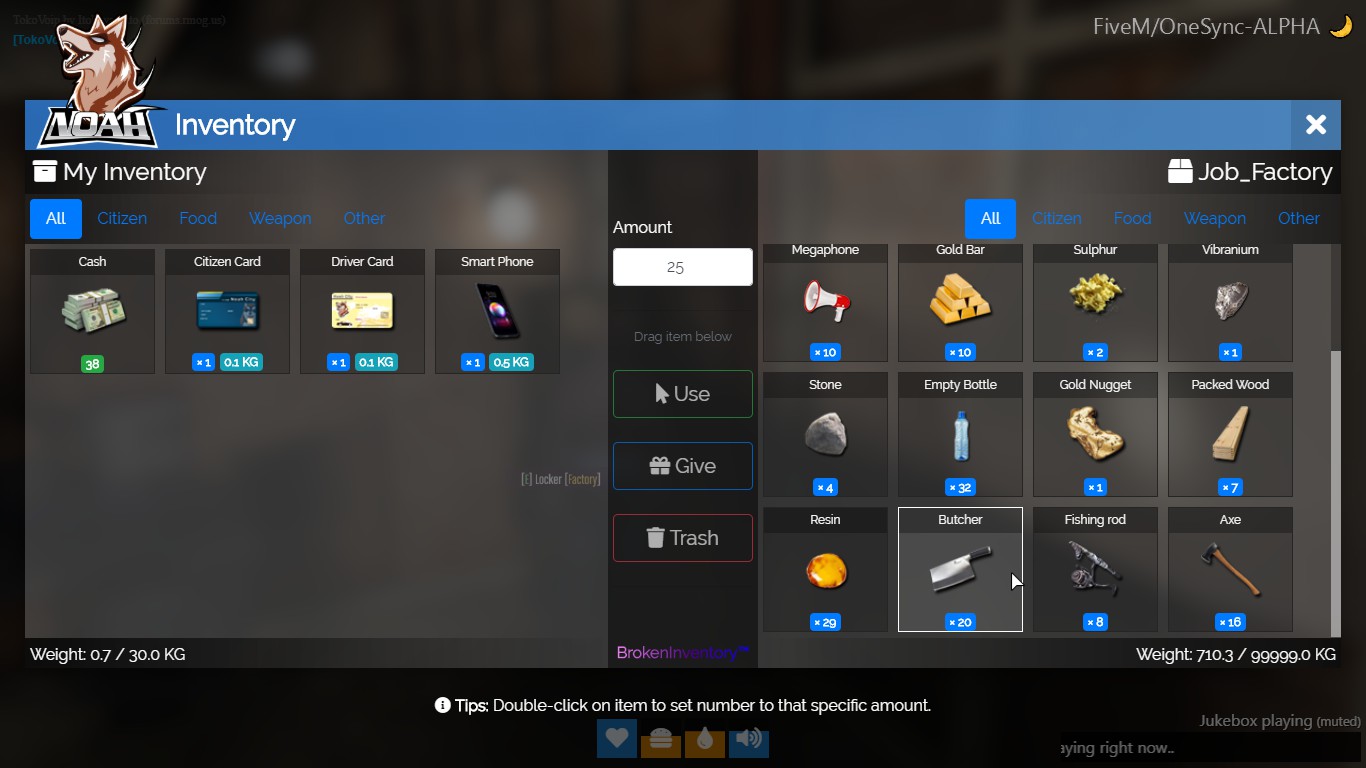 TokoVoip by
(forums.rmog.us)
[TokoVo
FiveM/OneSync-ALPHA
NOAH
Inventory
My Inventory
Job_Factory
All Citizen Food Weapon Other
All Citizen Food Weapon Other
Amount
25
Drag item below
Use
Give
Trash
BrokenInventory™
Cash
38
Citizen Card
× 1 0.1 KG
Driver Card
× 1 0.1 KG
Smart Phone
× 1 0.5 KG
[E] Locker [Factory]
Megaphone
× 10
Gold Bar
× 10
Sulphur
× 2
Vibranium
× 1
Stone
× 4
Empty Bottle
× 32
Gold Nugget
× 1
Packed Wood
× 7
Resin
× 29
Butcher
× 20
Fishing rod
× 8
Axe
× 16
Weight: 0.7 / 30.0 KG
Weight: 710.3 / 99999.0 KG
Tips: Double-click on item to set number to that specific amount.
Jukebox playing (muted)
aying right now..